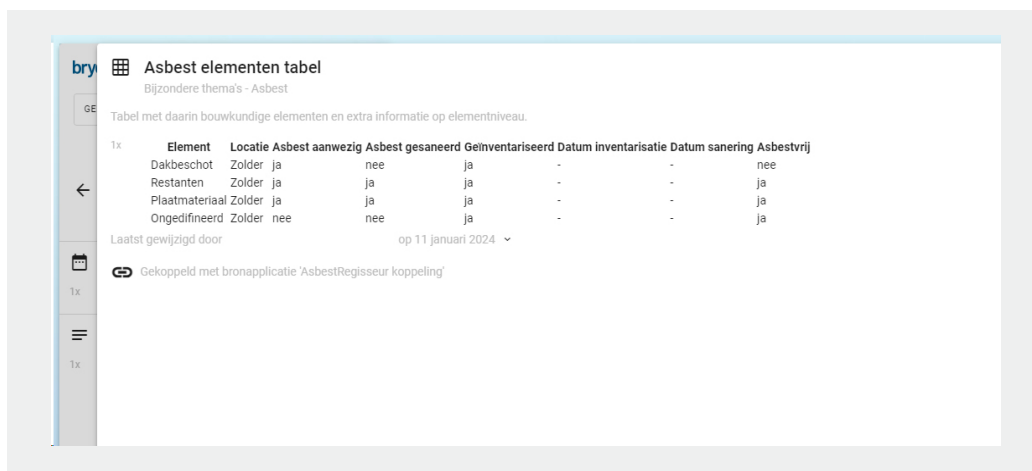 Asbest elementen tabel
Bijzondere thema's - Asbest
GE
Tabel met daarin bouwkundige elementen en extra informatie op elementniveau.
1x Element Locatie Asbest aanwezig Asbest gesaneerd Geïnventariseerd Datum inventarisatie Datum sanering Asbestvrij
Dakbeschot Zolder ja nee ja - - nee
Restanten Zolder ja ja ja - - ja
Plaatmateriaal Zolder ja ja ja - - ja
Ongedifineerd Zolder nee nee ja - - ja
Laatst gewijzigd door op 11 januari 2024
Gekoppeld met bronapplicatie 'AsbestRegisseur koppeling'
1x
1x